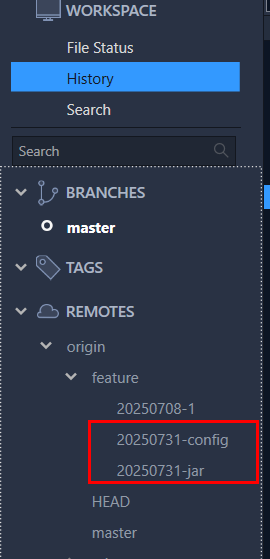 WORKSPACE
File Status
History
Search
Search
BRANCHES
master
TAGS
REMOTES
origin
feature
20250708-1
20250731-config
20250731-jar
HEAD
master